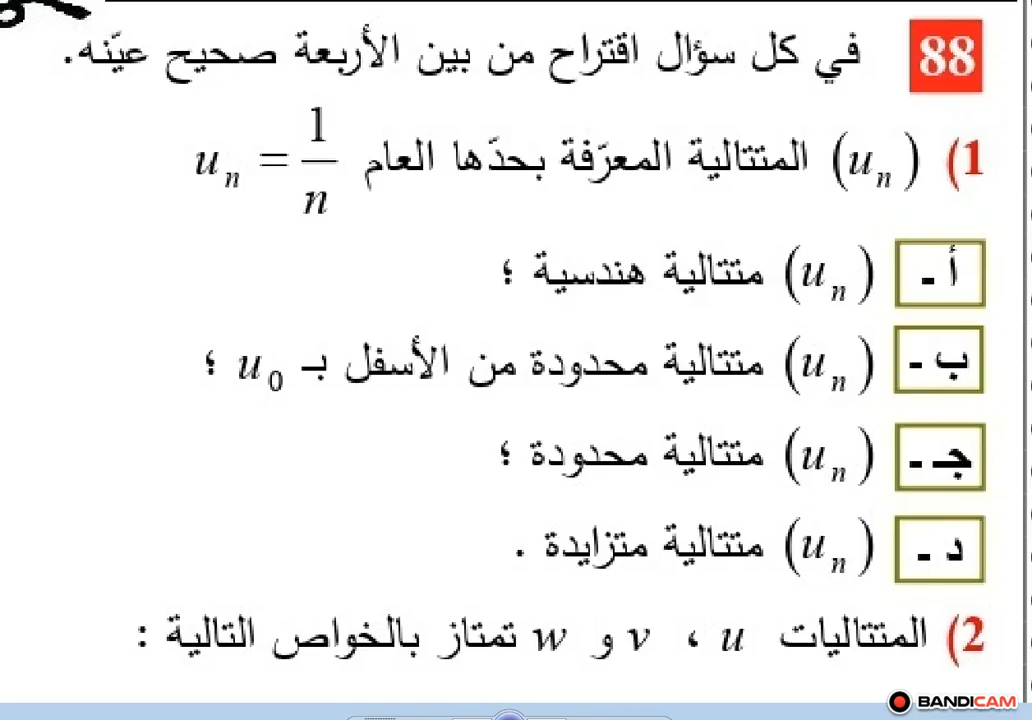 88 في كل سؤال اقتراح من بين الأربعة صحيح عيّنه.
1) (u_n) المتتالية المعرّفة بحدّها العام u_n = 1/n
أ - (u_n) متتالية هندسية ؛
ب - (u_n) متتالية محدودة من الأسفل بـ u_0 ؛
جـ - (u_n) متتالية محدودة ؛
د - (u_n) متتالية متزايدة .
2) المتتاليات u ، v و w تمتاز بالخواص التالية :
BANDICAM